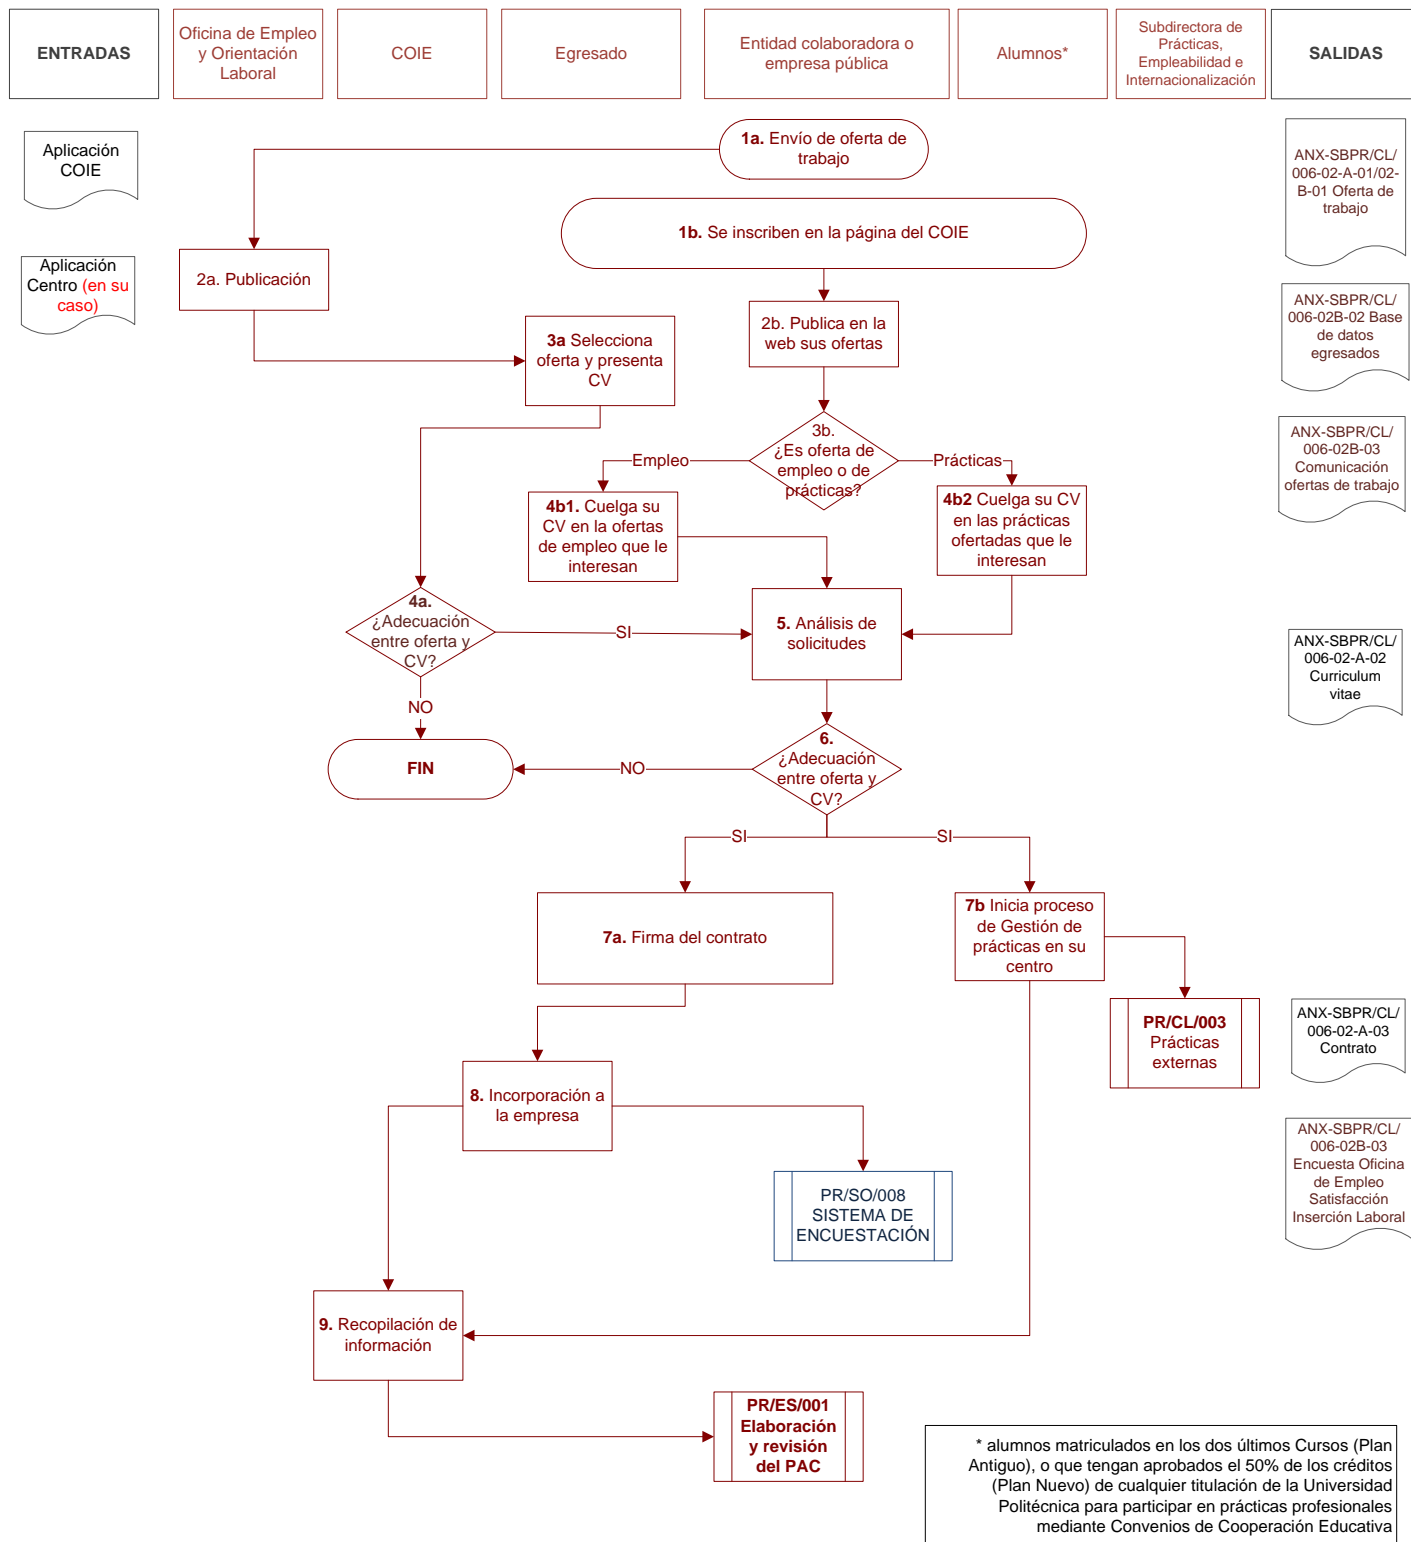 ENTRADAS
Oficina de Empleo
y Orientación
Laboral
COIE
Egresado
Entidad colaboradora o
empresa pública
Alumnos*
Subdirectora de
Prácticas,
Empleabilidad e
Internacionalización
SALIDAS
Aplicación
COIE
1a. Envío de oferta de
trabajo
ANX-SBPR/CL/
006-02-A-01/02-
B-01 Oferta de
trabajo
1b. Se inscriben en la página del COIE
Aplicación
Centro (en su
caso)
2a. Publicación
2b. Publica en la
web sus ofertas
ANX-SBPR/CL/
006-02B-02 Base
de datos
egresados
3a Selecciona
oferta y presenta
CV
3b.
¿Es oferta de
empleo o de
prácticas?
Empleo
Prácticas
ANX-SBPR/CL/
006-02B-03
Comunicación
ofertas de trabajo
4b1. Cuelga su
CV en la ofertas
de empleo que le
interesan
4b2 Cuelga su CV
en las prácticas
ofertadas que le
interesan
4a.
¿Adecuación
entre oferta y
CV?
SI
5. Análisis de
solicitudes
ANX-SBPR/CL/
006-02-A-02
Curriculum
vitae
NO
FIN
NO
6.
¿Adecuación
entre oferta y
CV?
SI
SI
7a. Firma del contrato
7b Inicia proceso
de Gestión de
prácticas en su
centro
PR/CL/003
Prácticas
externas
ANX-SBPR/CL/
006-02-A-03
Contrato
8. Incorporación a
la empresa
ANX-SBPR/CL/
006-02B-03
Encuesta Oficina
de Empleo
Satisfacción
Inserción Laboral
PR/SO/008
SISTEMA DE
ENCUESTACIÓN
9. Recopilación de
información
PR/ES/001
Elaboración
y revisión
del PAC
* alumnos matriculados en los dos últimos Cursos (Plan
Antiguo), o que tengan aprobados el 50% de los créditos
(Plan Nuevo) de cualquier titulación de la Universidad
Politécnica para participar en prácticas profesionales
mediante Convenios de Cooperación Educativa